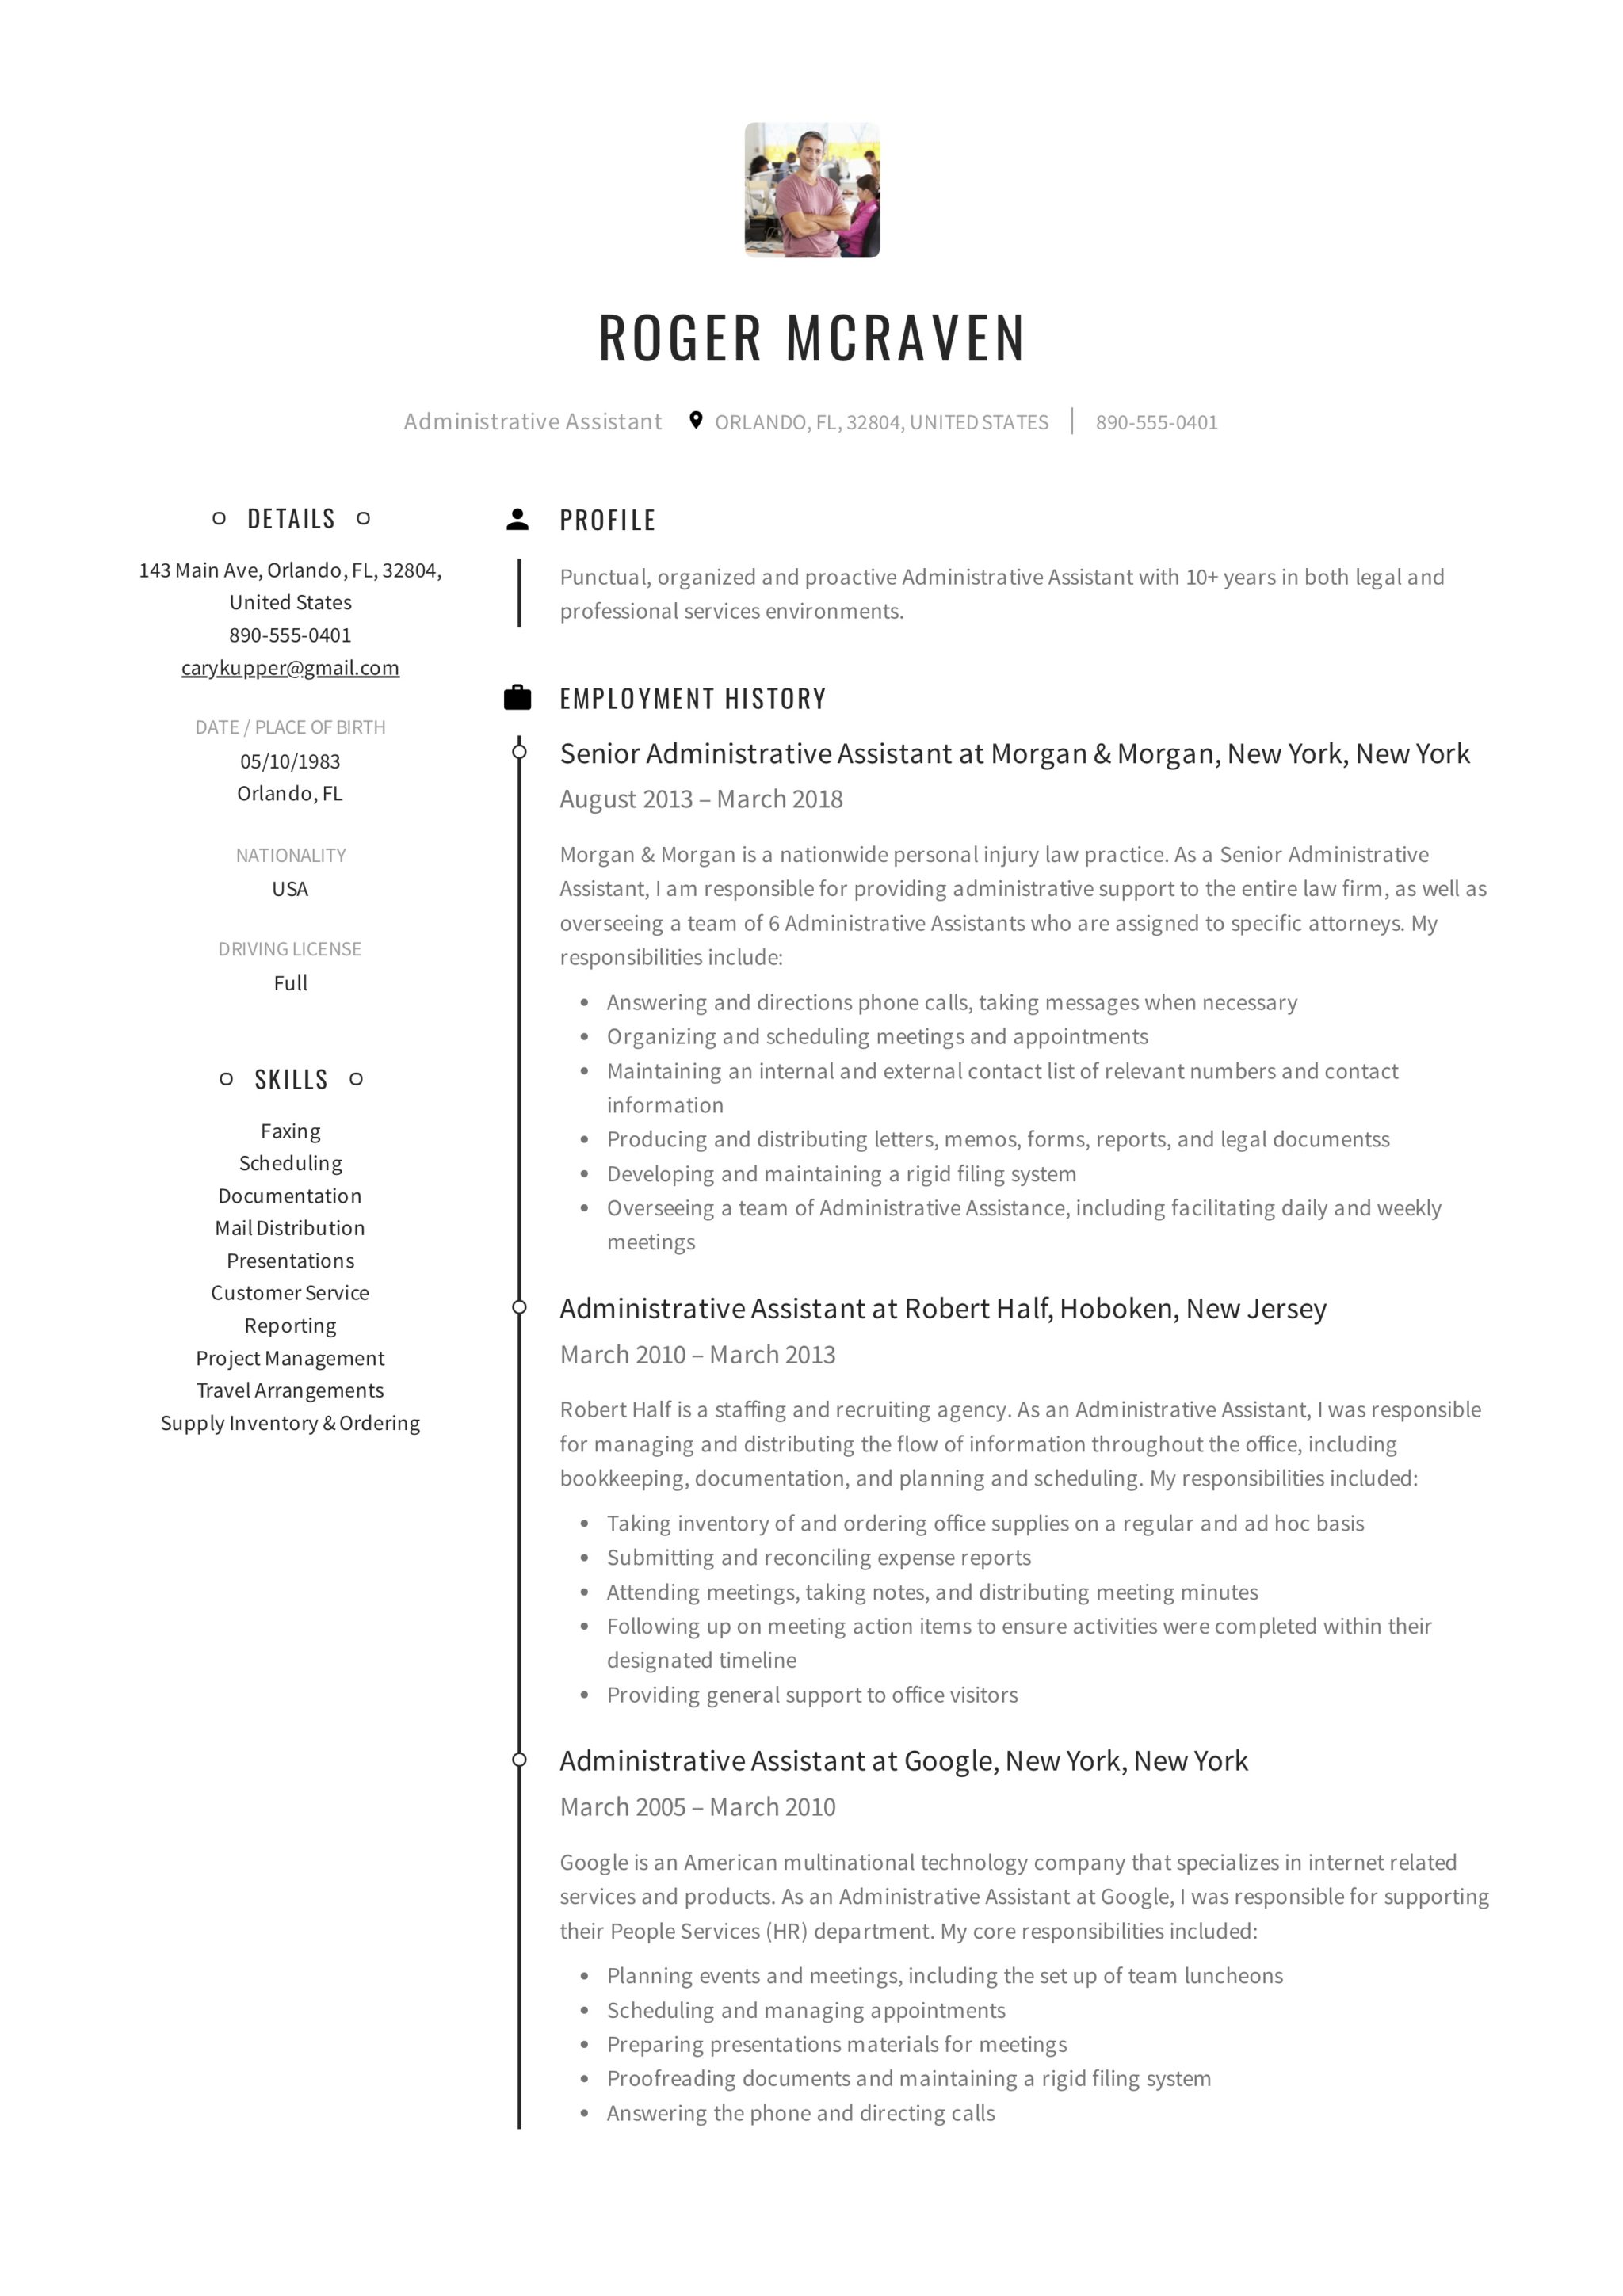 ROGER MCRAVEN
Administrative Assistant ORLANDO, FL, 32804, UNITED STATES | 890-555-0401
DETAILS
143 Main Ave, Orlando, FL, 32804,
United States
890-555-0401
carykupper@gmail.com
DATE / PLACE OF BIRTH
05/10/1983
Orlando, FL
NATIONALITY
USA
DRIVING LICENSE
Full
SKILLS
Faxing
Scheduling
Documentation
Mail Distribution
Presentations
Customer Service
Reporting
Project Management
Travel Arrangements
Supply Inventory & Ordering
PROFILE
Punctual, organized and proactive Administrative Assistant with 10+ years in both legal and
professional services environments.
EMPLOYMENT HISTORY
Senior Administrative Assistant at Morgan & Morgan, New York, New York
August 2013 – March 2018
Morgan & Morgan is a nationwide personal injury law practice. As a Senior Administrative
Assistant, I am responsible for providing administrative support to the entire law firm, as well as
overseeing a team of 6 Administrative Assistants who are assigned to specific attorneys. My
responsibilities include:
• Answering and directions phone calls, taking messages when necessary
• Organizing and scheduling meetings and appointments
• Maintaining an internal and external contact list of relevant numbers and contact
information
• Producing and distributing letters, memos, forms, reports, and legal documentss
• Developing and maintaining a rigid filing system
• Overseeing a team of Administrative Assistance, including facilitating daily and weekly
meetings
Administrative Assistant at Robert Half, Hoboken, New Jersey
March 2010 – March 2013
Robert Half is a staffing and recruiting agency. As an Administrative Assistant, I was responsible
for managing and distributing the flow of information throughout the office, including
bookkeeping, documentation, and planning and scheduling. My responsibilities included:
• Taking inventory of and ordering office supplies on a regular and ad hoc basis
• Submitting and reconciling expense reports
• Attending meetings, taking notes, and distributing meeting minutes
• Following up on meeting action items to ensure activities were completed within their
designated timeline
• Providing general support to office visitors
Administrative Assistant at Google, New York, New York
March 2005 – March 2010
Google is an American multinational technology company that specializes in internet related
services and products. As an Administrative Assistant at Google, I was responsible for supporting
their People Services (HR) department. My core responsibilities included:
• Planning events and meetings, including the set up of team luncheons
• Scheduling and managing appointments
• Preparing presentations materials for meetings
• Proofreading documents and maintaining a rigid filing system
• Answering the phone and directing calls